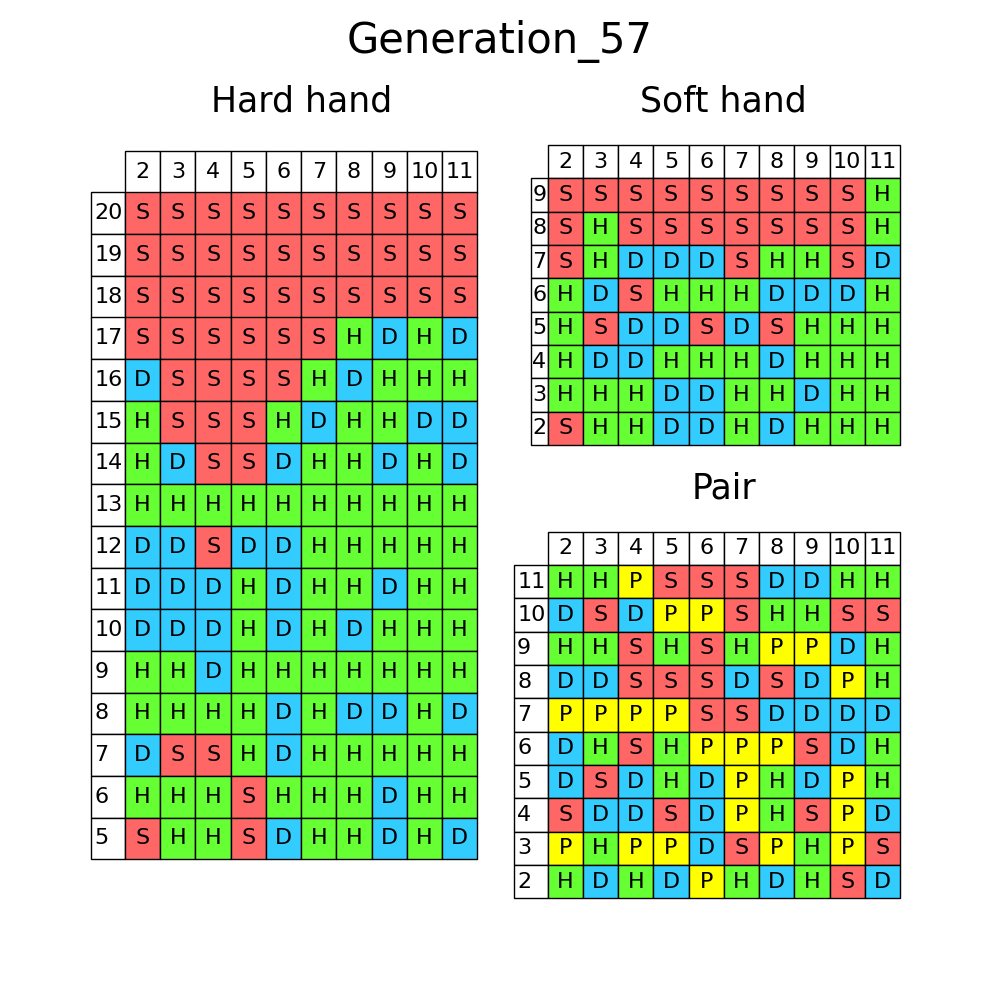 Generation_57
Hard hand
2 3 4 5 6 7 8 9 10 11
20 S S S S S S S S S S
19 S S S S S S S S S S
18 S S S S S S S S S S
17 S S S S S S H D H D
16 D S S S S H D H H H
15 H S S S H D H H D D
14 H D S S D H H D H D
13 H H H H H H H H H H
12 D D S D D H H H H H
11 D D D H D H H D H H
10 D D D H D H D H H H
9 H H D H H H H H H H
8 H H H H D H D D H D
7 D S S H D H H H H H
6 H H H S H H H D H H
5 S H H S D H H D H D
Soft hand
2 3 4 5 6 7 8 9 10 11
9 S S S S S S S S S H
8 S H S S S S S S S H
7 S H D D D S H H S D
6 H D S H H H D D D H
5 H S D D S D S H H H
4 H D D H H H D H H H
3 H H H D D H H D H H
2 S H H D D H D H H H
Pair
2 3 4 5 6 7 8 9 10 11
11 H H P S S S D D H H
10 D S D P P S H H S S
9 H H S H S H P P D H
8 D D S S S D S D P H
7 P P P P S S D D D D
6 D H S H P P P S D H
5 D S D H D P H D P H
4 S D D S D P H S P D
3 P H P P D S P H P S
2 H D H D P H D H S D